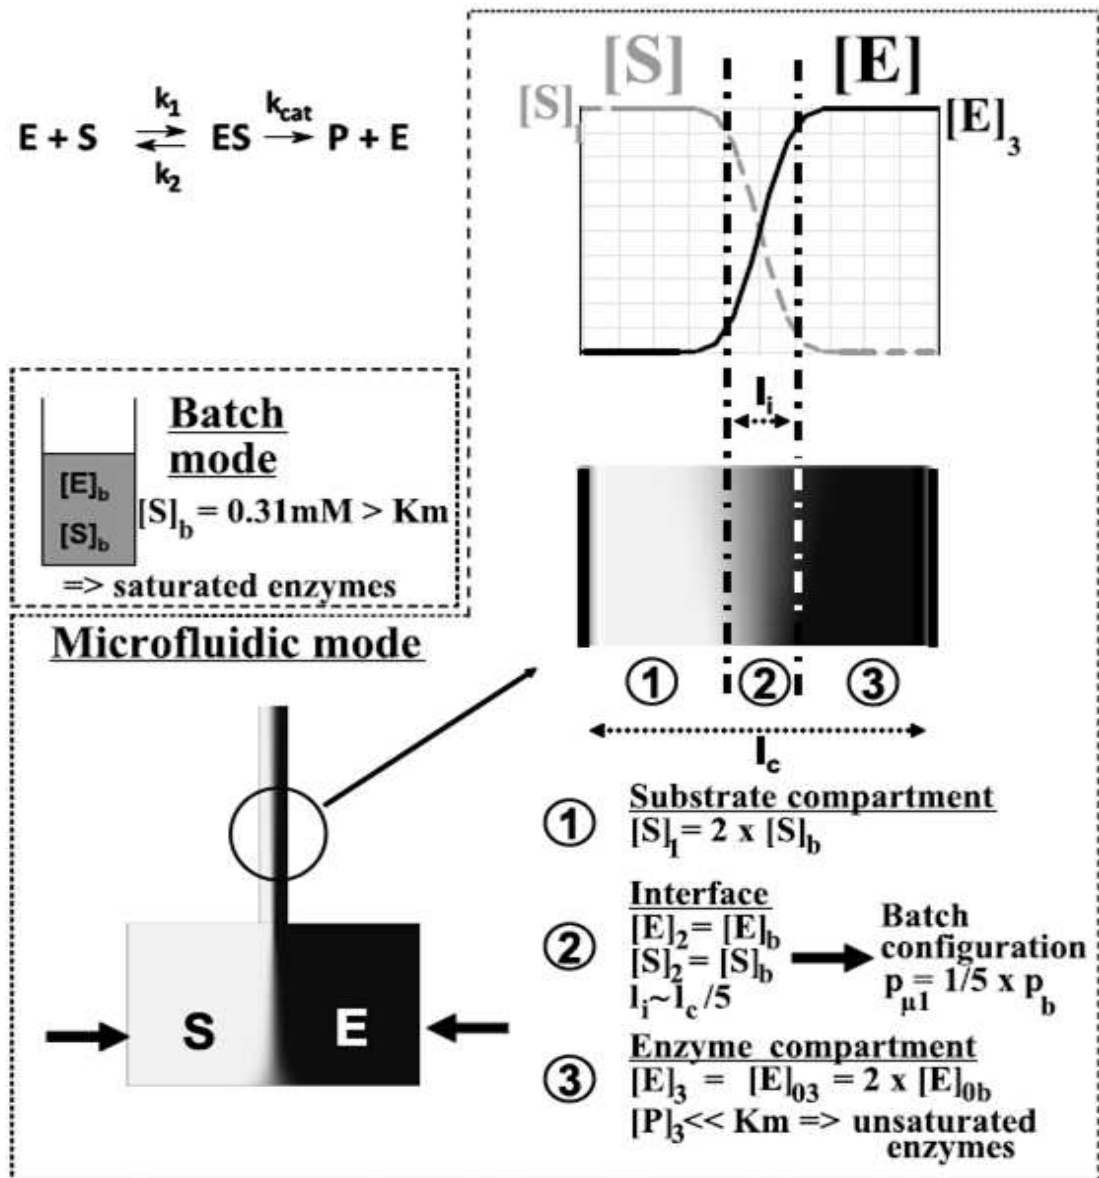 E + S
k1
k2
ES
kcat
P + E
[S]
[E]
[S]1
[E]3
li
Batch
mode
[E]b
[S]b
[S]b = 0.31mM > Km
=> saturated enzymes
Microfluidic mode
S
E
1
2
3
lc
1
Substrate compartment
[S]1 = 2 x [S]b
2
Interface
[E]2 = [E]b
[S]2 = [S]b
li ~ lc /5
Batch
configuration
pμ1 = 1/5 x pb
3
Enzyme compartment
[E]3 = [E]03 = 2 x [E]0b
[P]3 << Km => unsaturated
enzymes